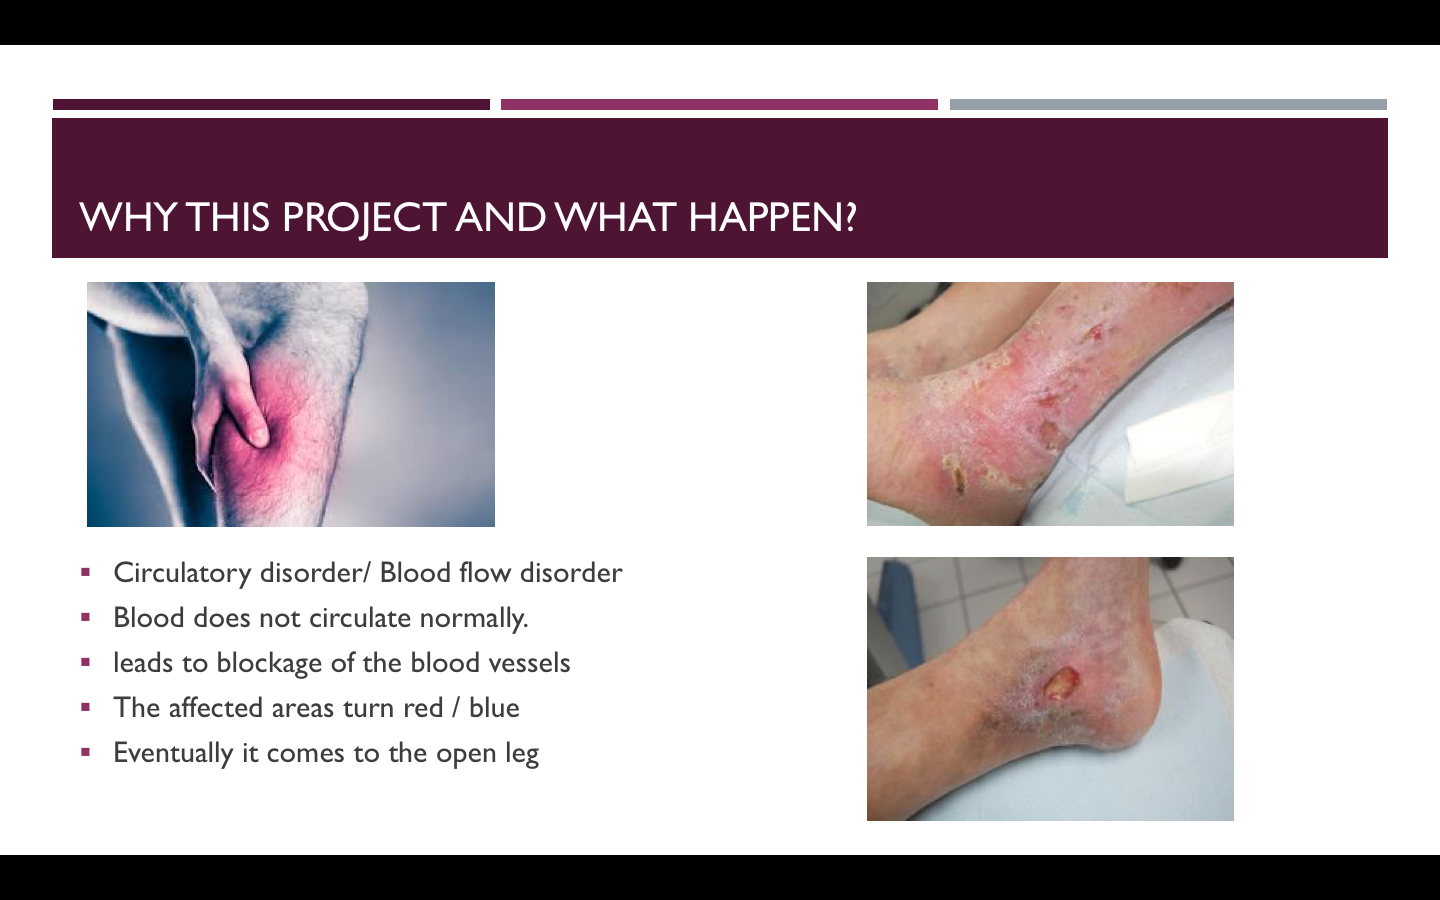 WHY THIS PROJECT AND WHAT HAPPEN?
Circulatory disorder/ Blood flow disorder
Blood does not circulate normally.
leads to blockage of the blood vessels
The affected areas turn red / blue
Eventually it comes to the open leg